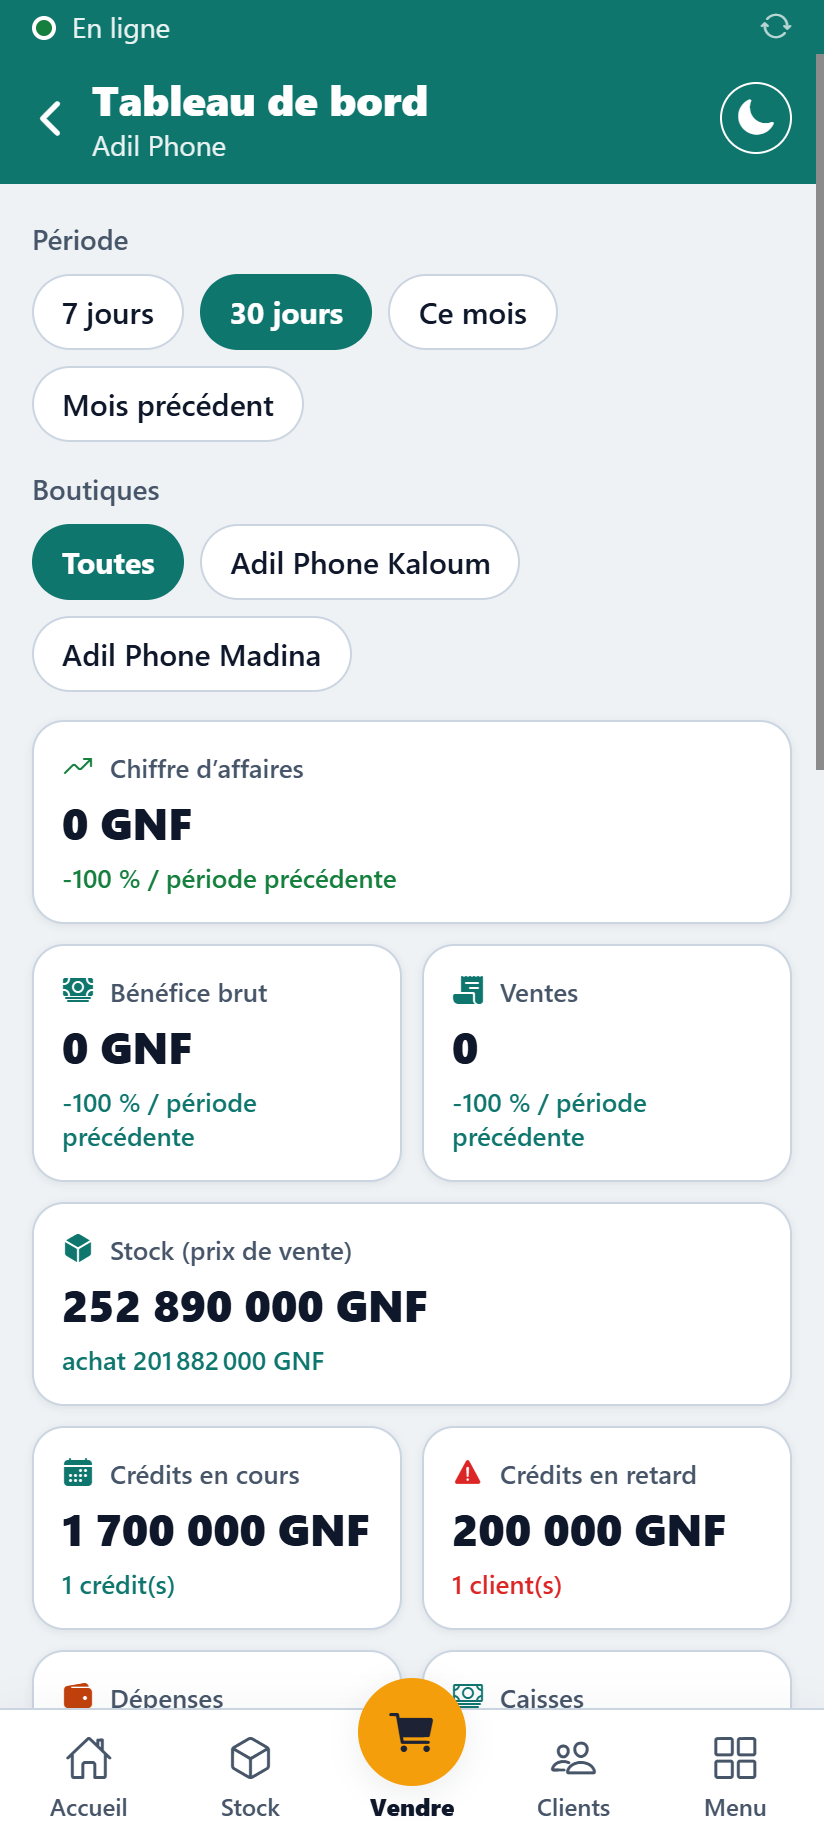 En ligne
Tableau de bord
Adil Phone
Période
7 jours
30 jours
Ce mois
Mois précédent
Boutiques
Toutes
Adil Phone Kaloum
Adil Phone Madina
Chiffre d’affaires
0 GNF
-100 % / période précédente
Bénéfice brut
0 GNF
-100 % / période
précédente
Ventes
0
-100 % / période
précédente
Stock (prix de vente)
252 890 000 GNF
achat 201 882 000 GNF
Crédits en cours
1 700 000 GNF
1 crédit(s)
Crédits en retard
200 000 GNF
1 client(s)
Dépenses
Caisses
Accueil
Stock
Vendre
Clients
Menu